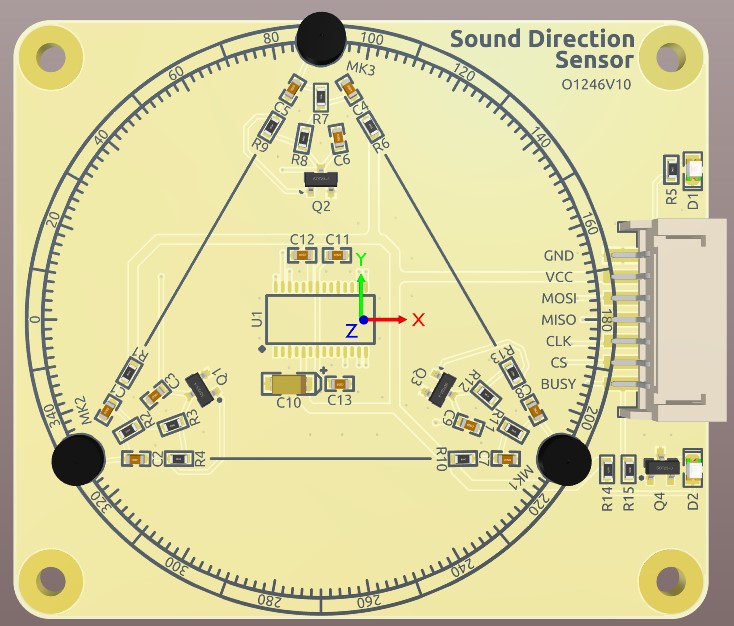 Sound Direction
Sensor
O1246V10
80
100
60
120
40
140
20
160
0
180
340
200
320
220
300
240
280
260
MK3
C5
C4
R7
R9
R6
R8
C6
Q2
R5
D1
C12
C11
Y
U1
X
Z
GND
VCC
MOSI
MISO
CLK
CS
BUSY
R1
C1
C3
Q1
MK2
R2
R3
C2
R4
+
C10
C13
Q3
R13
R12
C8
C9
R11
R10
C7
MK1
R14
R15
Q4
D2